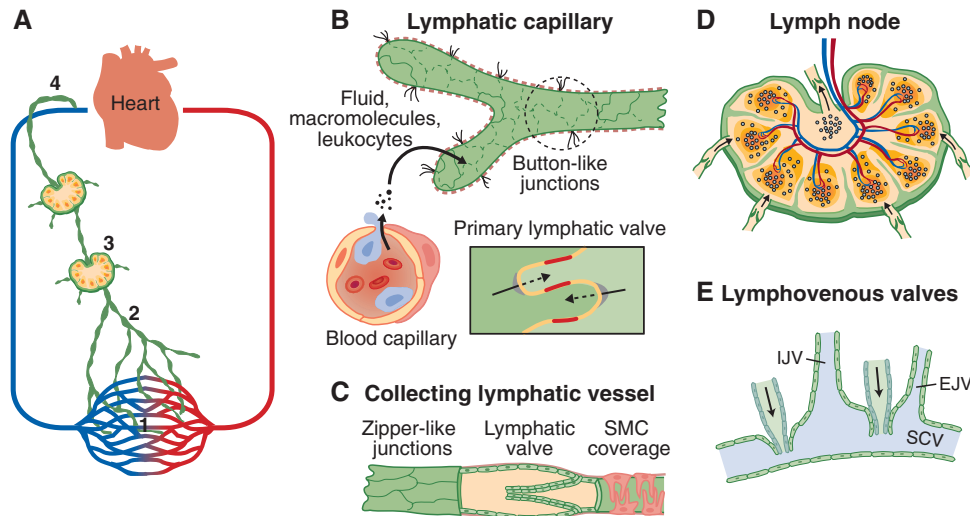 A
Heart
4
3
2
1
B Lymphatic capillary
Fluid,
macromolecules,
leukocytes
Button-like
junctions
Primary lymphatic valve
Blood capillary
C Collecting lymphatic vessel
Zipper-like
junctions
Lymphatic
valve
SMC
coverage
D Lymph node
E Lymphovenous valves
IJV
EJV
SCV